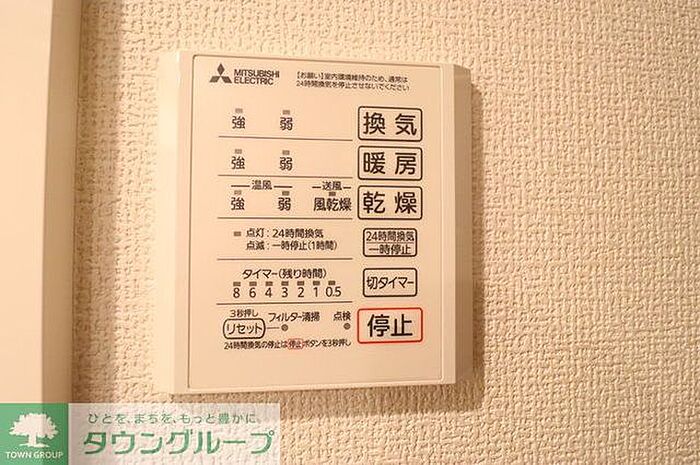 MITSUBISHI
ELECTRIC
【お願い】室内環境維持のため、通常は
24時間換気を停止させないでください
強 弱 換気
強 弱 暖房
温風 送風
強 弱 風乾燥 乾燥
点灯:24時間換気
点滅:一時停止(1時間)
24時間換気
一時停止
タイマー(残り時間)
8 6 4 3 2 1 0.5
切タイマー
3秒押し
リセット フィルター清掃 点検
停止
24時間換気の停止は停止ボタンを3秒押し
TOWN GROUP
ひとを、まちを、もっと豊かに。
タウングループ